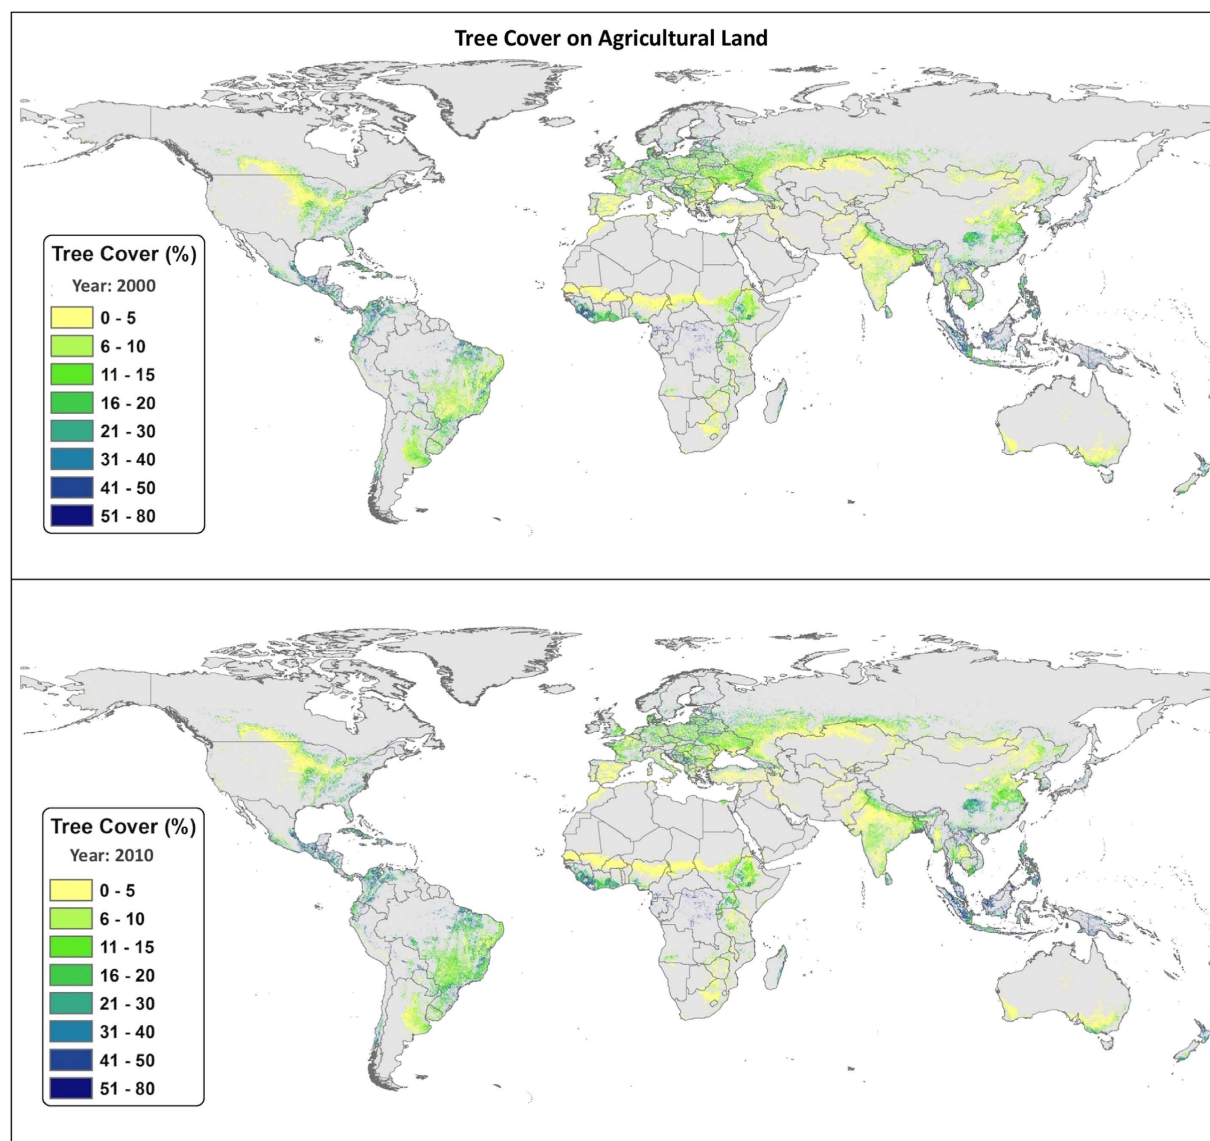 Tree Cover on Agricultural Land
Tree Cover (%)
Year: 2000
0 - 5
6 - 10
11 - 15
16 - 20
21 - 30
31 - 40
41 - 50
51 - 80
Tree Cover (%)
Year: 2010
0 - 5
6 - 10
11 - 15
16 - 20
21 - 30
31 - 40
41 - 50
51 - 80